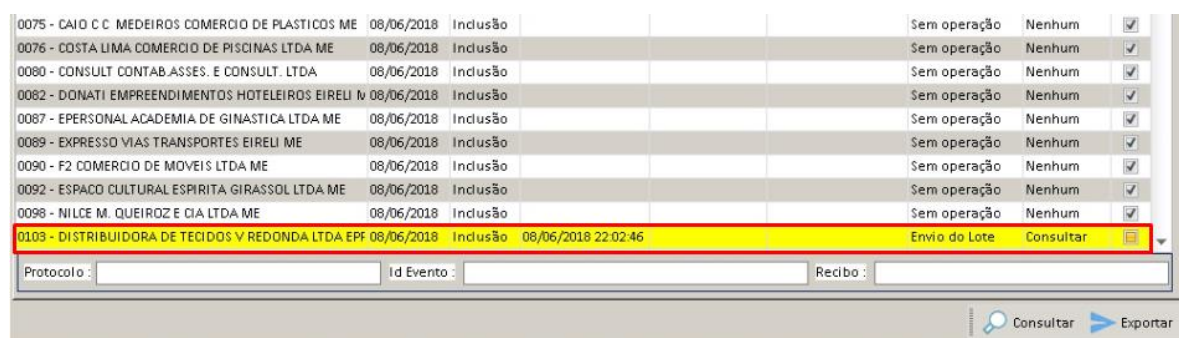 0075 - CAIO C C MEDEIROS COMERCIO DE PLASTICOS ME 08/06/2018 Inclusão Sem operação Nenhum
0076 - COSTA LIMA COMERCIO DE PISCINAS LTDA ME 08/06/2018 Inclusão Sem operação Nenhum
0080 - CONSULT CONTAB.ASSES. E CONSULT. LTDA 08/06/2018 Inclusão Sem operação Nenhum
0082 - DONATI EMPREENDIMENTOS HOTELEIROS EIRELI 08/06/2018 Inclusão Sem operação Nenhum
0087 - EPERSONAL ACADEMIA DE GINASTICA LTDA ME 08/06/2018 Inclusão Sem operação Nenhum
0089 - EXPRESSO VIAS TRANSPORTES EIRELI ME 08/06/2018 Inclusão Sem operação Nenhum
0090 - F2 COMERCIO DE MOVEIS LTDA ME 08/06/2018 Inclusão Sem operação Nenhum
0092 - ESPACO CULTURAL ESPIRITA GIRASSOL LTDA ME 08/06/2018 Inclusão Sem operação Nenhum
0098 - NILCE M. QUEIROZ E CIA LTDA ME 08/06/2018 Inclusão Sem operação Nenhum
0103 - DISTRIBUIDORA DE TECIDOS V REDONDA LTDA EPP 08/06/2018 Inclusão 08/06/2018 22:02:46 Envio do Lote Consultar
Protocolo : Id Evento : Recibo :
Consultar Exportar